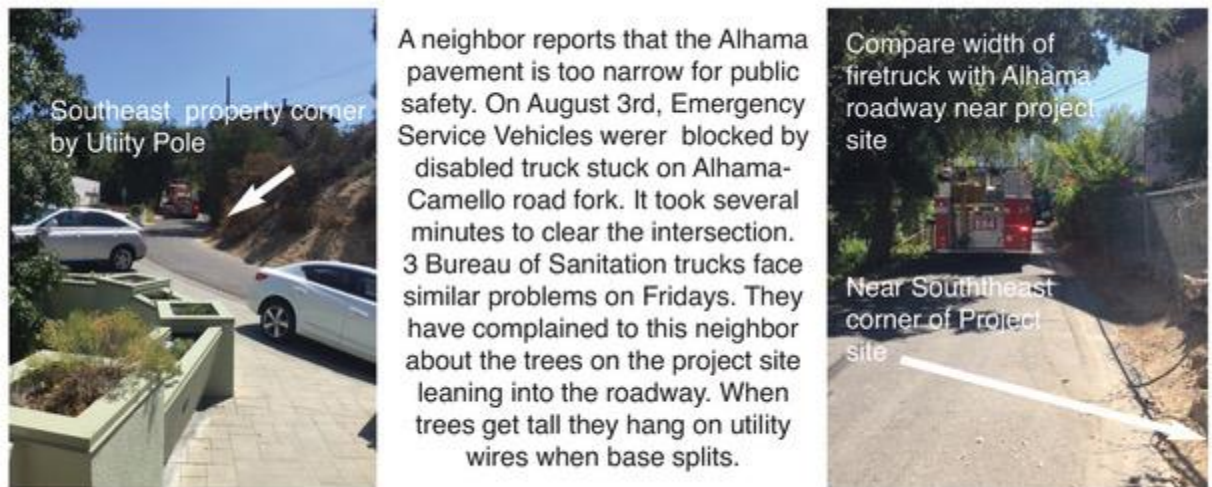 Southeast property corner
by Utiity Pole
A neighbor reports that the Alhama
pavement is too narrow for public
safety. On August 3rd, Emergency
Service Vehicles werer blocked by
disabled truck stuck on Alhama-
Camello road fork. It took several
minutes to clear the intersection.
3 Bureau of Sanitation trucks face
similar problems on Fridays. They
have complained to this neighbor
about the trees on the project site
leaning into the roadway. When
trees get tall they hang on utility
wires when base splits.
Compare width of
firetruck with Alhama
roadway near project
site
Near Souththeast
corner of Project
site